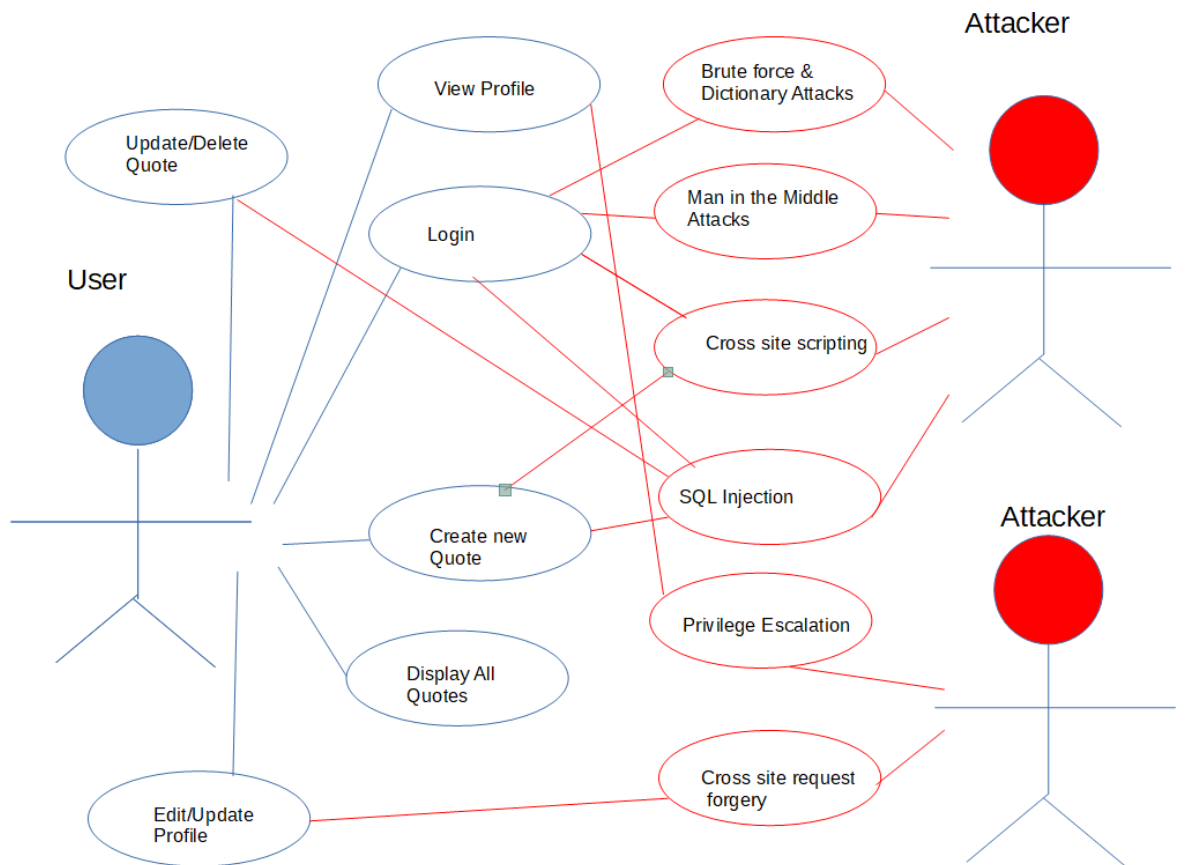 Attacker
View Profile
Brute force &
Dictionary Attacks
Update/Delete
Quote
Man in the Middle
Attacks
Login
User
Cross site scripting
SQL Injection
Create new
Quote
Attacker
Privilege Escalation
Display All
Quotes
Cross site request
forgery
Edit/Update
Profile